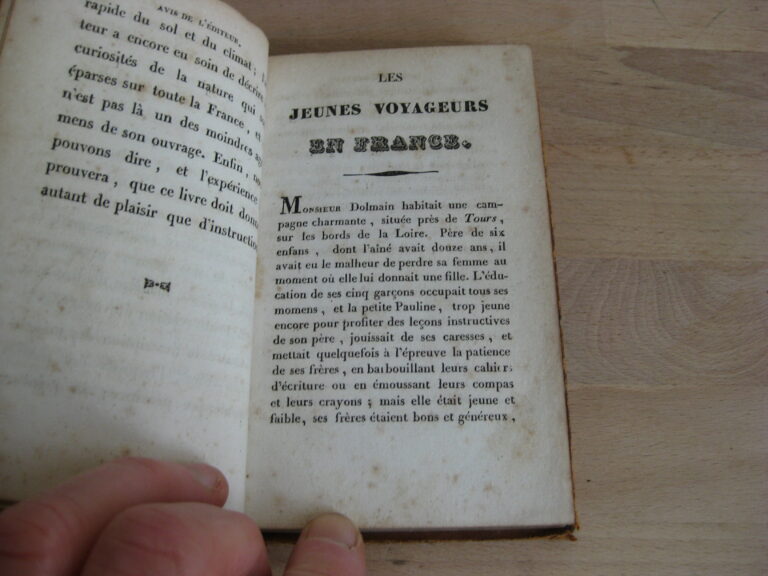 AVIS DE L'ÉDITEUR.
rapide du sol et du climat;
teur a encore eu soin de décrire
curiosités de la nature qui
éparses sur toute la France, et
n'est pas là un des moindres
mens de son ouvrage. Enfin,
pouvons dire, et l'expérience
prouvera, que ce livre doit
autant de plaisir que d'instruction
LES
JEUNES VOYAGEURS
EN FRANCE.
MONSIEUR Dolmain habitait une cam-
pagne charmante, située près de Tours,
sur les bords de la Loire. Père de six
enfans, dont l'aîné avait douze ans, il
avait eu le malheur de perdre sa femme au
moment où elle lui donnait une fille. L'édu-
cation de ses cinq garçons occupait tous ses
momens, et la petite Pauline, trop jeune
encore pour profiter des leçons instructives
de son père, jouissait de ses caresses, et
mettait quelquefois à l'épreuve la patience
de ses frères, en barbouillant leurs cahiers
d'écriture ou en émoussant leurs compas
et leurs crayons; mais elle était jeune et
faible, ses frères étaient bons et généreux,